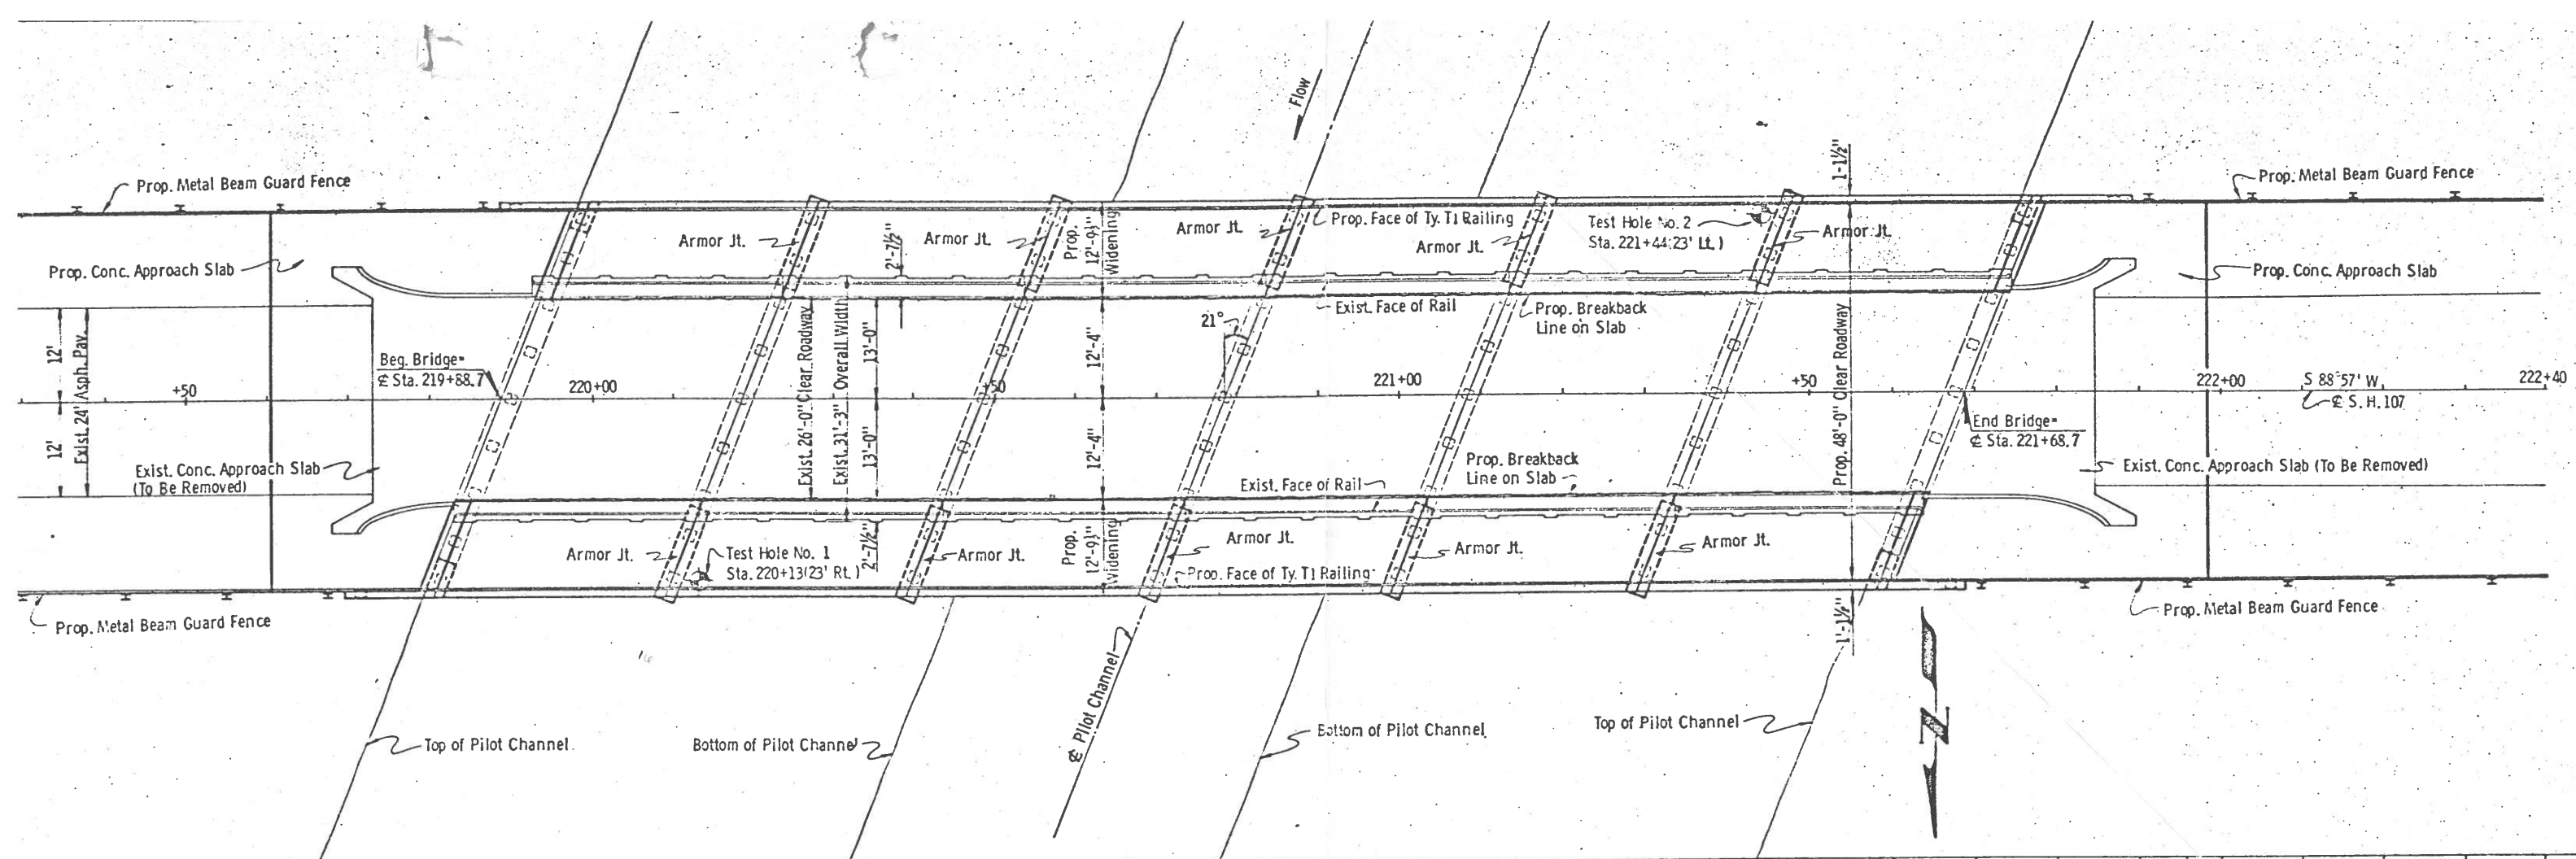 Flow
1'-1½"
Prop. Metal Beam Guard Fence
Prop. Metal Beam Guard Fence
Armor Jt.
2'-7½"
Armor Jt.
Prop.
12'-9½"
Widening
Armor Jt.
Prop. Face of Ty. T1 Railing
Armor Jt.
Test Hole No. 2
Sta. 221+44(23' Lt.)
Armor Jt.
Prop. Conc. Approach Slab
Prop. Conc. Approach Slab
Exist. Face of Rail
Prop. Breakback
Line on Slab
21°
12'
12'
Exist. 24' Asph. Pav.
Beg. Bridge=
℄ Sta. 219+88.7
+50
220+00
Exist. 26'-0" Clear Roadway
Exist. 31'-3" Overall Width
13'-0"
13'-0"
+50
12'-4"
12'-4"
221+00
+50
Prop. 48'-0" Clear Roadway
222+00
S 88°57' W
℄ S.H. 107
222+40
End Bridge=
℄ Sta. 221+68.7
Exist. Conc. Approach Slab
(To Be Removed)
Exist. Face of Rail
Prop. Breakback
Line on Slab
Exist. Conc. Approach Slab (To Be Removed)
Armor Jt.
Test Hole No. 1
Sta. 220+13(23' Rt.)
2'-7½"
Armor Jt.
Prop.
12'-9½"
Widening
Armor Jt.
Prop. Face of Ty. T1 Railing
Armor Jt.
Armor Jt.
1'-1½"
Prop. Metal Beam Guard Fence
Prop. Metal Beam Guard Fence
N
Top of Pilot Channel
Bottom of Pilot Channel
℄ Pilot Channel
Bottom of Pilot Channel
Top of Pilot Channel